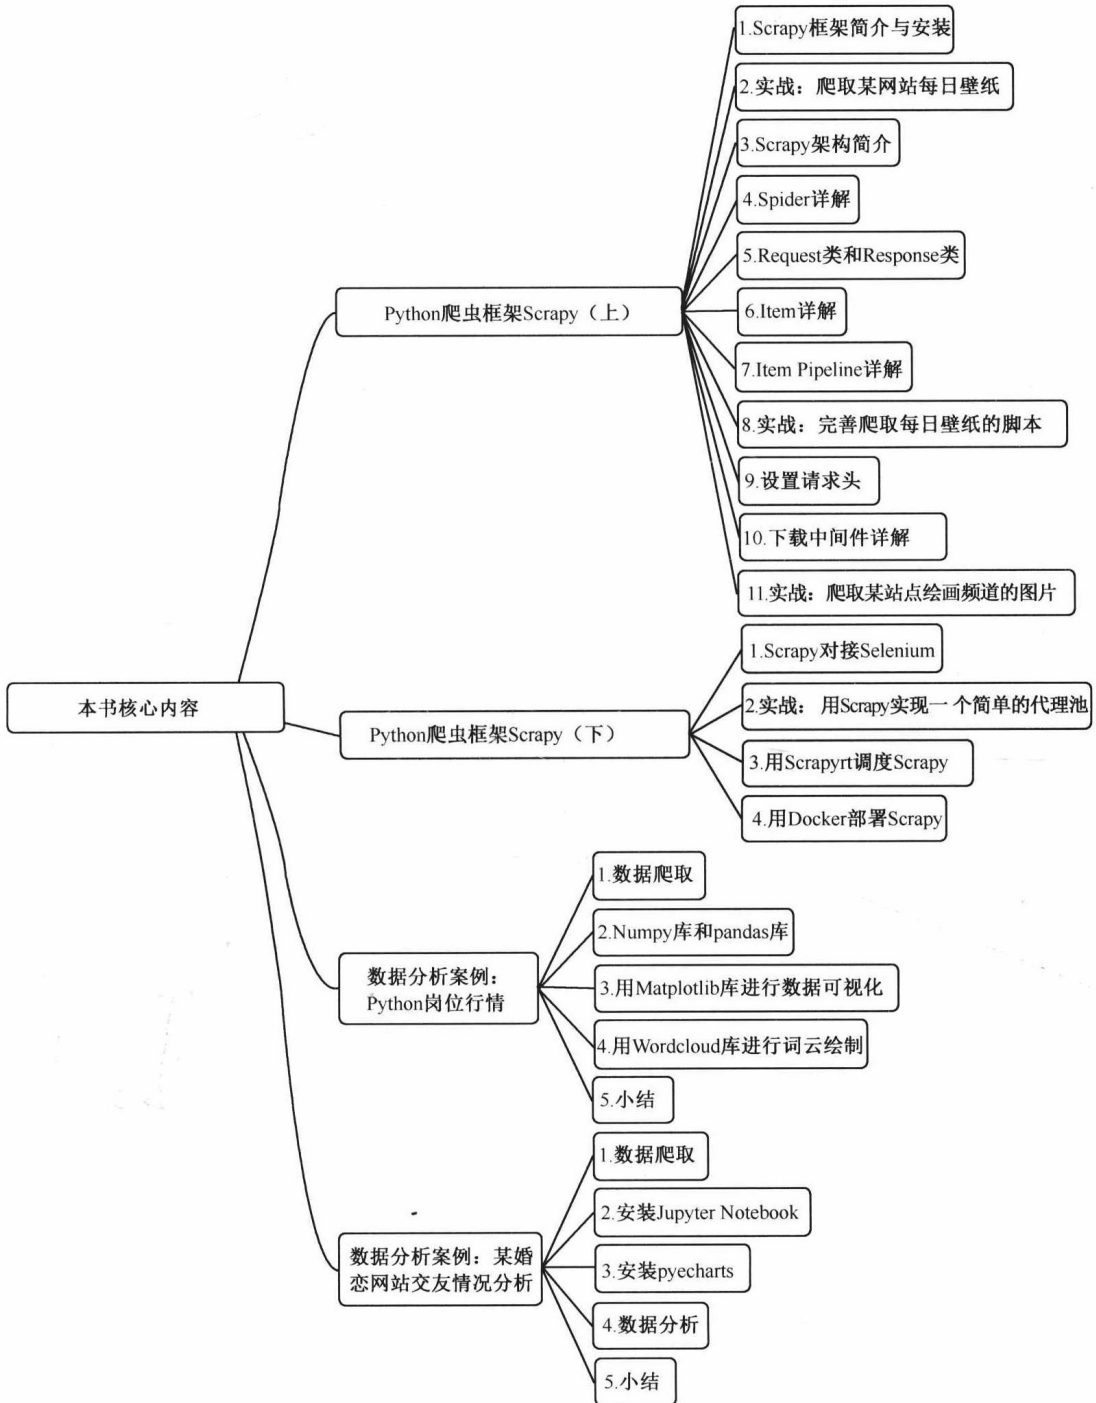 本书核心内容
Python爬虫框架Scrapy（上）
1.Scrapy框架简介与安装
2.实战：爬取某网站每日壁纸
3.Scrapy架构简介
4.Spider详解
5.Request类和Response类
6.Item详解
7.Item Pipeline详解
8.实战：完善爬取每日壁纸的脚本
9.设置请求头
10.下载中间件详解
11.实战：爬取某站点绘画频道的图片
Python爬虫框架Scrapy（下）
1.Scrapy对接Selenium
2.实战：用Scrapy实现一个简单的代理池
3.用Scrapyrt调度Scrapy
4.用Docker部署Scrapy
数据分析案例：
Python岗位行情
1.数据爬取
2.Numpy库和pandas库
3.用Matplotlib库进行数据可视化
4.用Wordcloud库进行词云绘制
5.小结
数据分析案例：某婚
恋网站交友情况分析
1.数据爬取
2.安装Jupyter Notebook
3.安装pyecharts
4.数据分析
5.小结